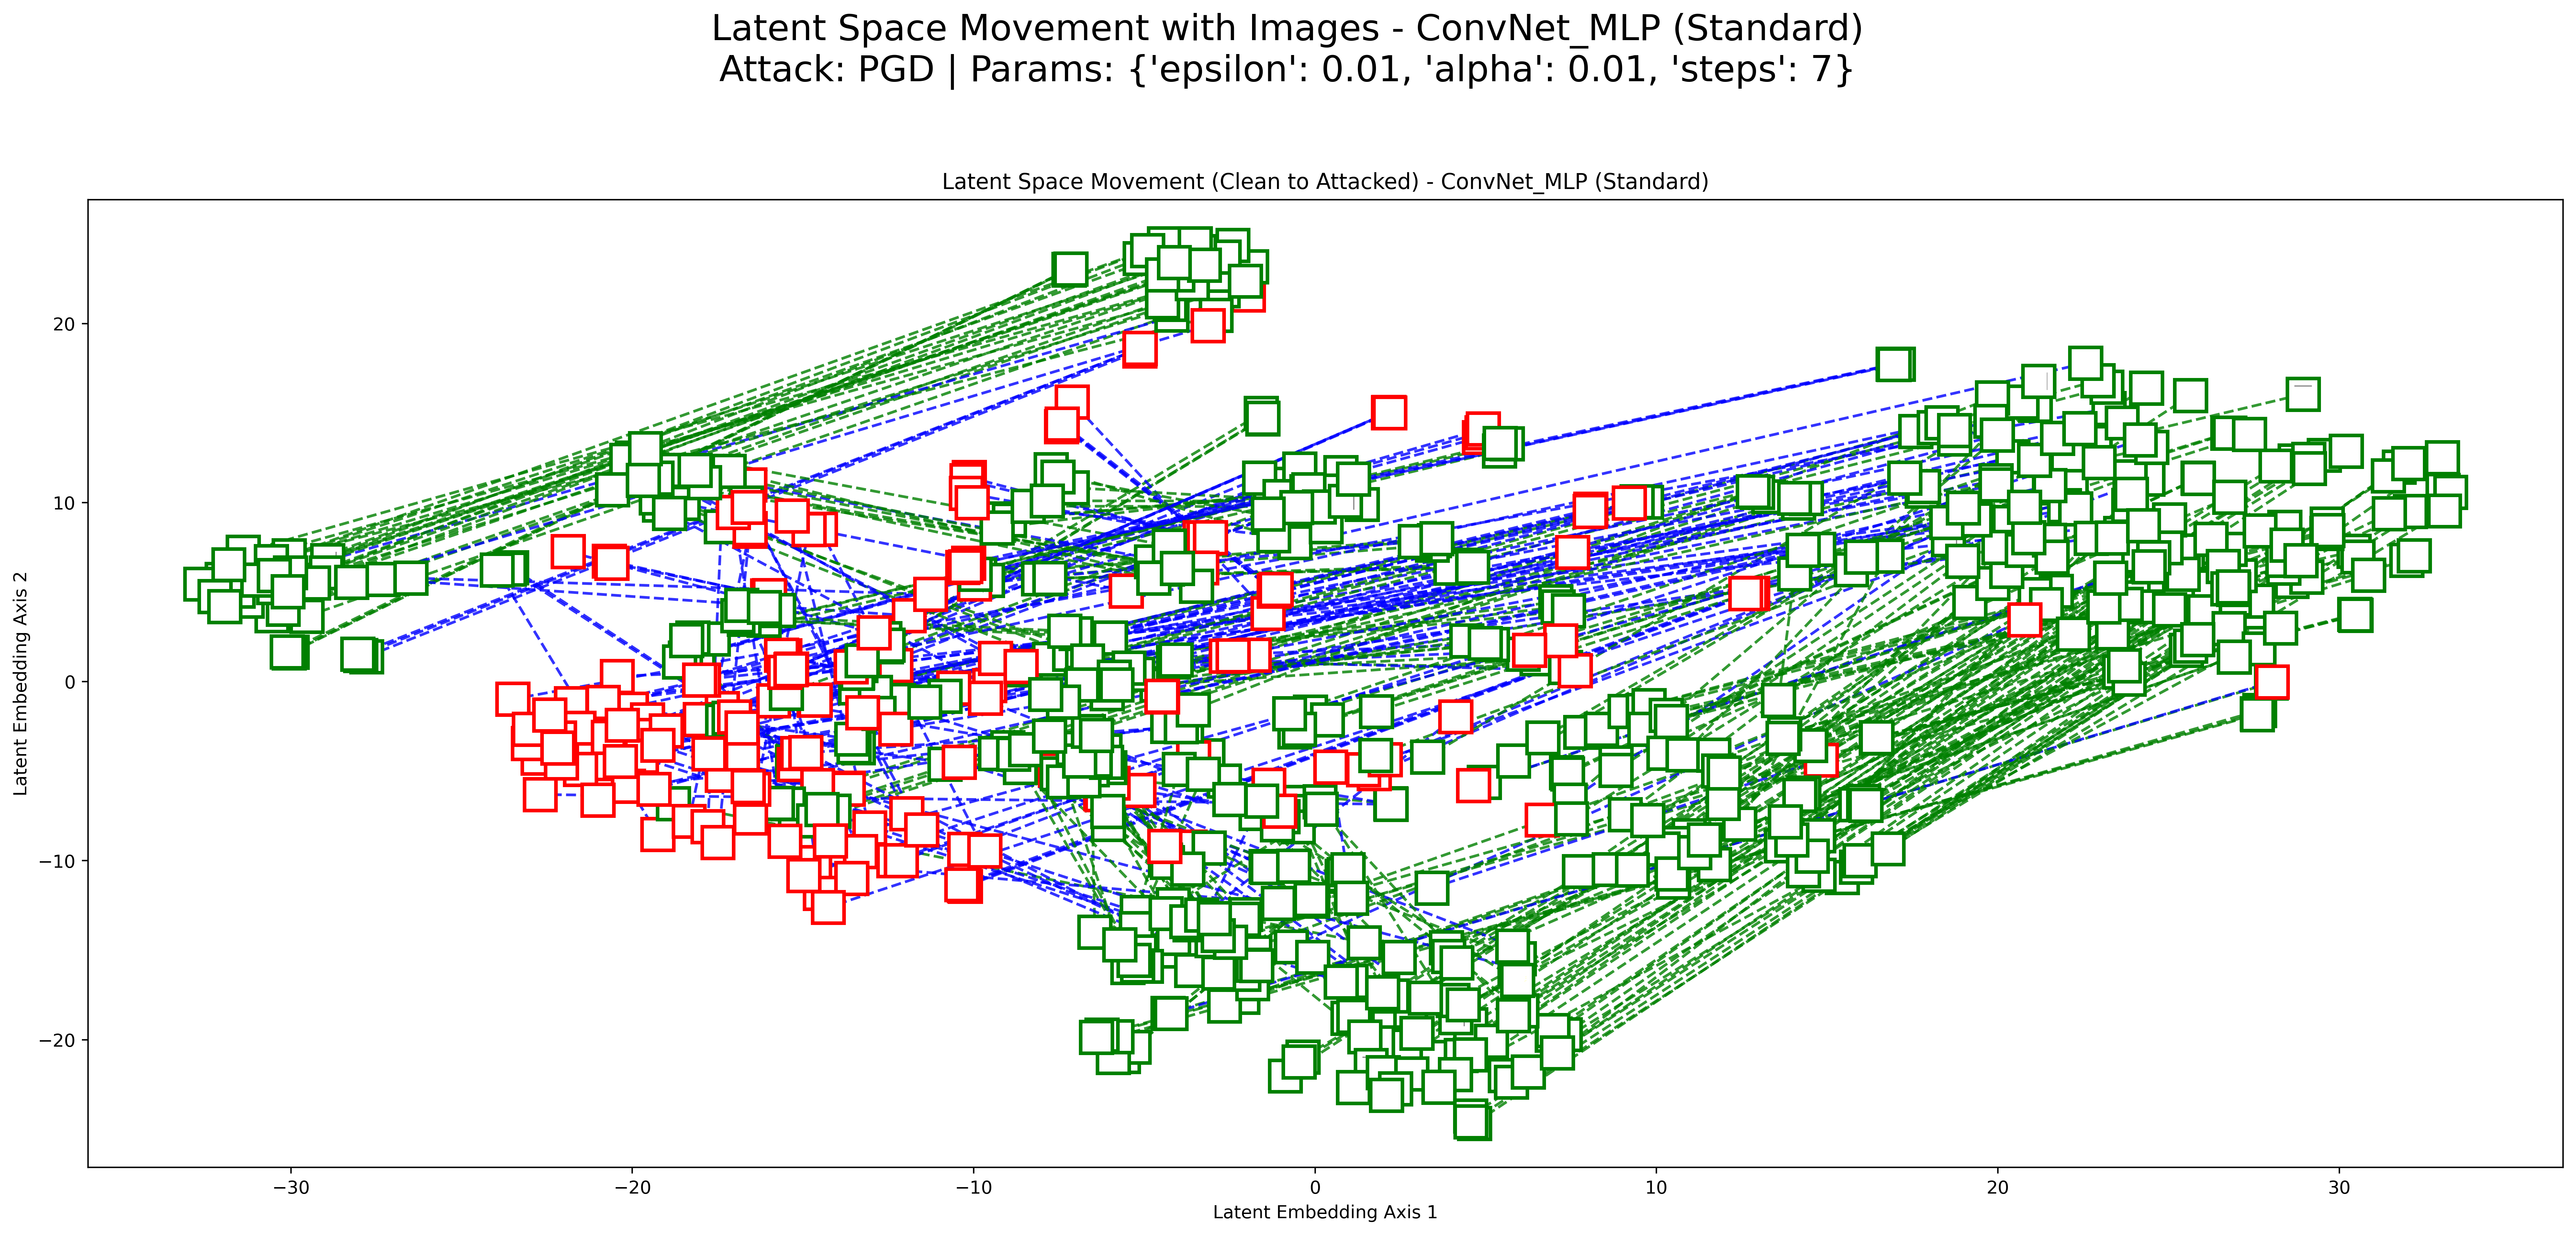 Latent Space Movement with Images - ConvNet_MLP (Standard)
Attack: PGD | Params: {'epsilon': 0.01, 'alpha': 0.01, 'steps': 7}
Latent Space Movement (Clean to Attacked) - ConvNet_MLP (Standard)
Latent Embedding Axis 2
20
10
0
−10
−20
−30
−20
−10
0
10
20
30
Latent Embedding Axis 1